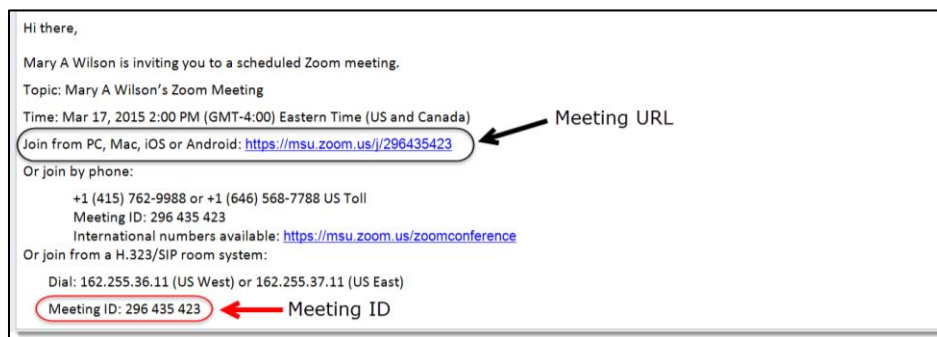 Hi there,
Mary A Wilson is inviting you to a scheduled Zoom meeting.
Topic: Mary A Wilson’s Zoom Meeting
Time: Mar 17, 2015 2:00 PM (GMT-4:00) Eastern Time (US and Canada)
Meeting URL
Join from PC, Mac, iOS or Android: https://msu.zoom.us/j/296435423
Or join by phone:
+1 (415) 762-9988 or +1 (646) 568-7788 US Toll
Meeting ID: 296 435 423
International numbers available: https://msu.zoom.us/zoomconference
Or join from a H.323/SIP room system:
Dial: 162.255.36.11 (US West) or 162.255.37.11 (US East)
Meeting ID: 296 435 423
Meeting ID